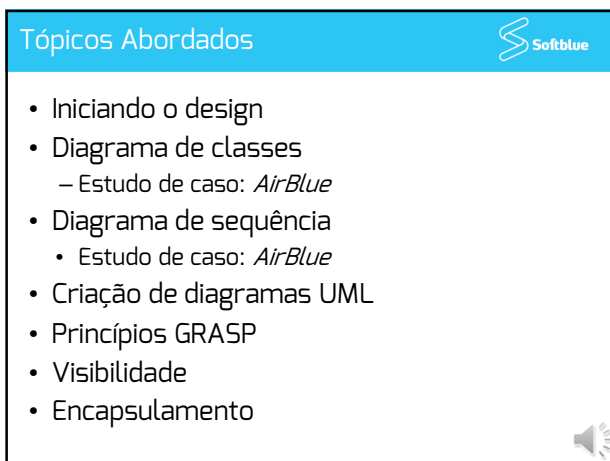 Tópicos Abordados
Softblue
• Iniciando o design
• Diagrama de classes
– Estudo de caso: AirBlue
• Diagrama de sequência
• Estudo de caso: AirBlue
• Criação de diagramas UML
• Princípios GRASP
• Visibilidade
• Encapsulamento